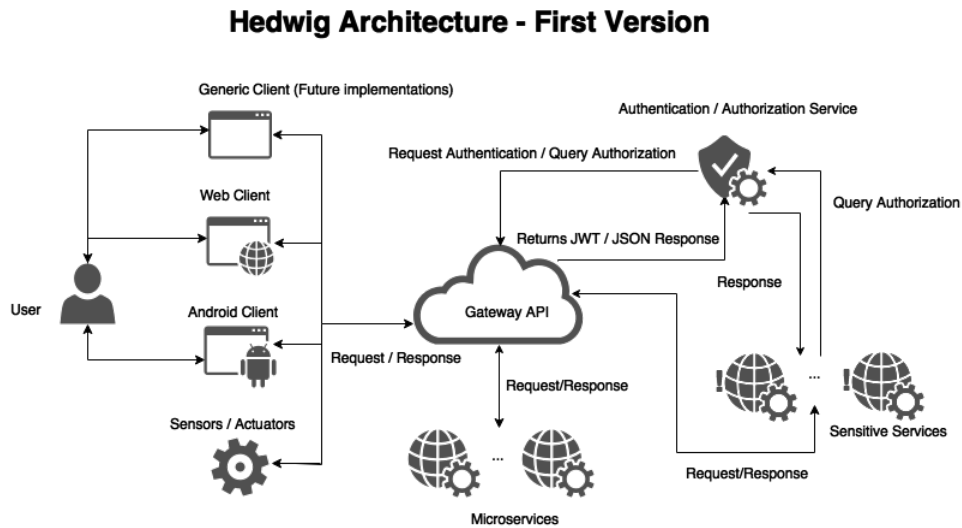 Hedwig Architecture - First Version
Generic Client (Future implementations)
Authentication / Authorization Service
Request Authentication / Query Authorization
Web Client
Query Authorization
Returns JWT / JSON Response
Response
User
Android Client
Gateway API
Request / Response
Request/Response
...
!
!
Sensors / Actuators
Sensitive Services
...
Request/Response
Microservices